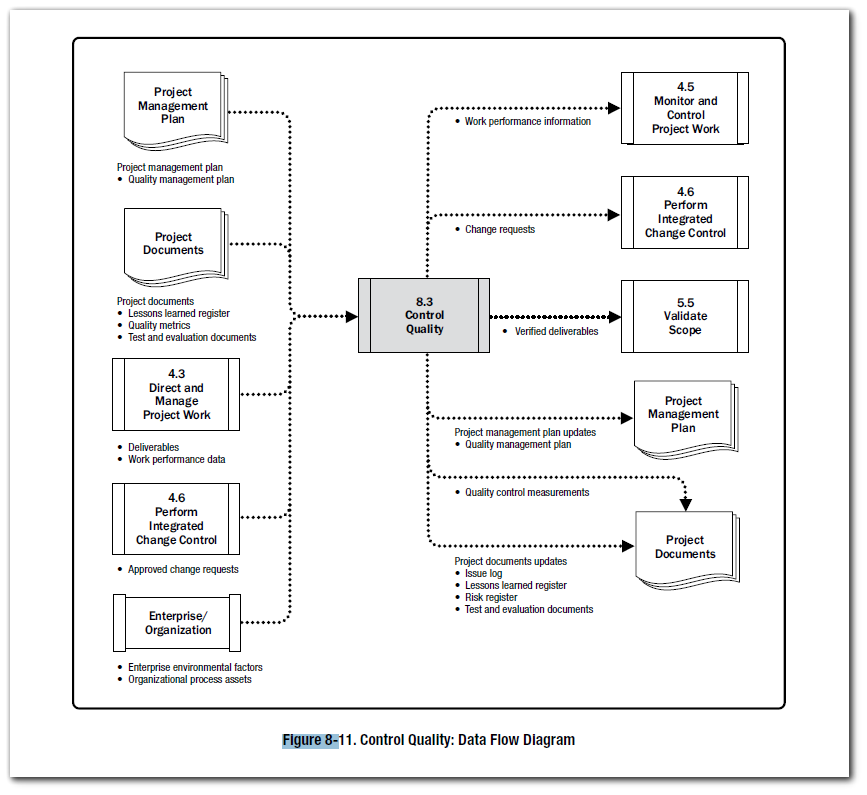 Project
Management
Plan
Project management plan
• Quality management plan
Project
Documents
Project documents
• Lessons learned register
• Quality metrics
• Test and evaluation documents
4.3
Direct and
Manage
Project Work
• Deliverables
• Work performance data
4.6
Perform
Integrated
Change Control
• Approved change requests
Enterprise/
Organization
• Enterprise environmental factors
• Organizational process assets
8.3
Control
Quality
• Work performance information
4.5
Monitor and
Control
Project Work
• Change requests
4.6
Perform
Integrated
Change Control
• Verified deliverables
5.5
Validate
Scope
Project management plan updates
• Quality management plan
Project
Management
Plan
• Quality control measurements
Project documents updates
• Issue log
• Lessons learned register
• Risk register
• Test and evaluation documents
Project
Documents
Figure 8-11. Control Quality: Data Flow Diagram